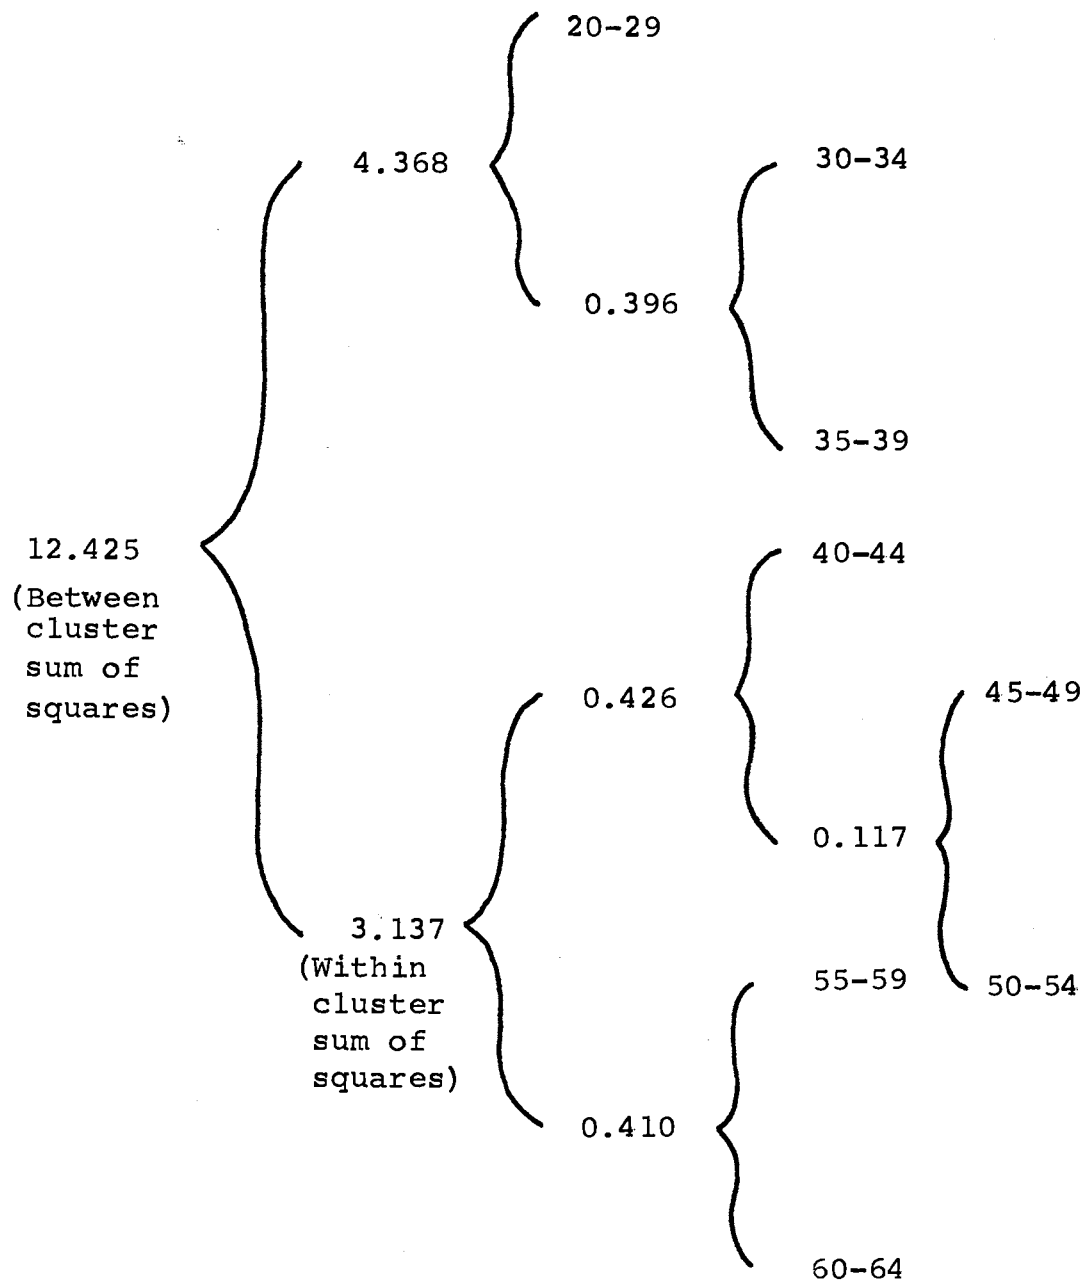 20-29
4.368
30-34
0.396
35-39
12.425
(Between
cluster
sum of
squares)
40-44
0.426
45-49
0.117
3.137
(Within
cluster
sum of
squares)
55-59
50-54
0.410
60-64